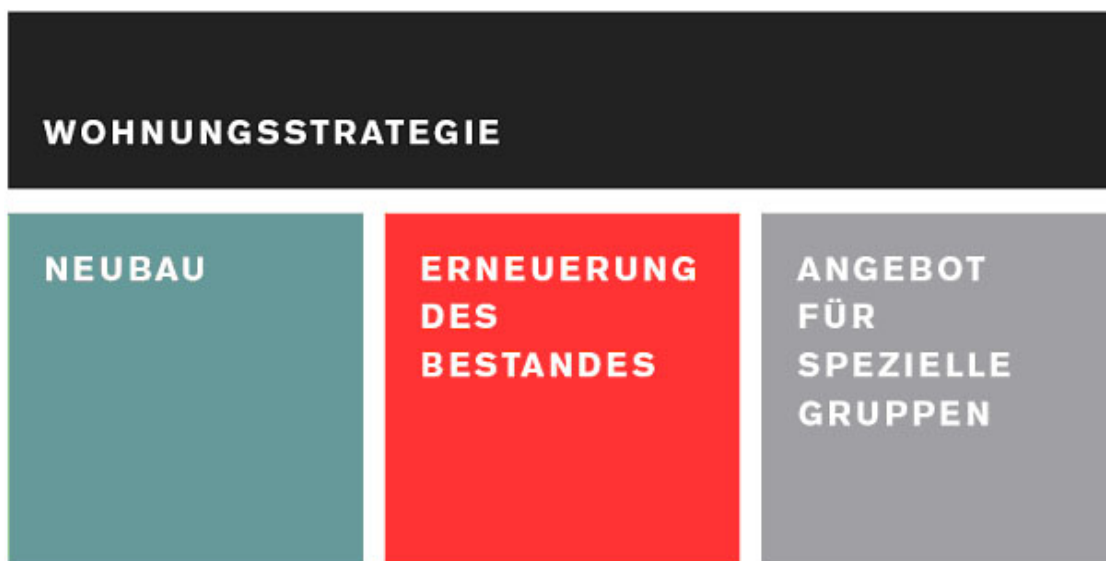 WOHNUNGSSTRATEGIE
NEUBAU
ERNEUERUNG
DES
BESTANDES
ANGEBOT
FÜR
SPEZIELLE
GRUPPEN